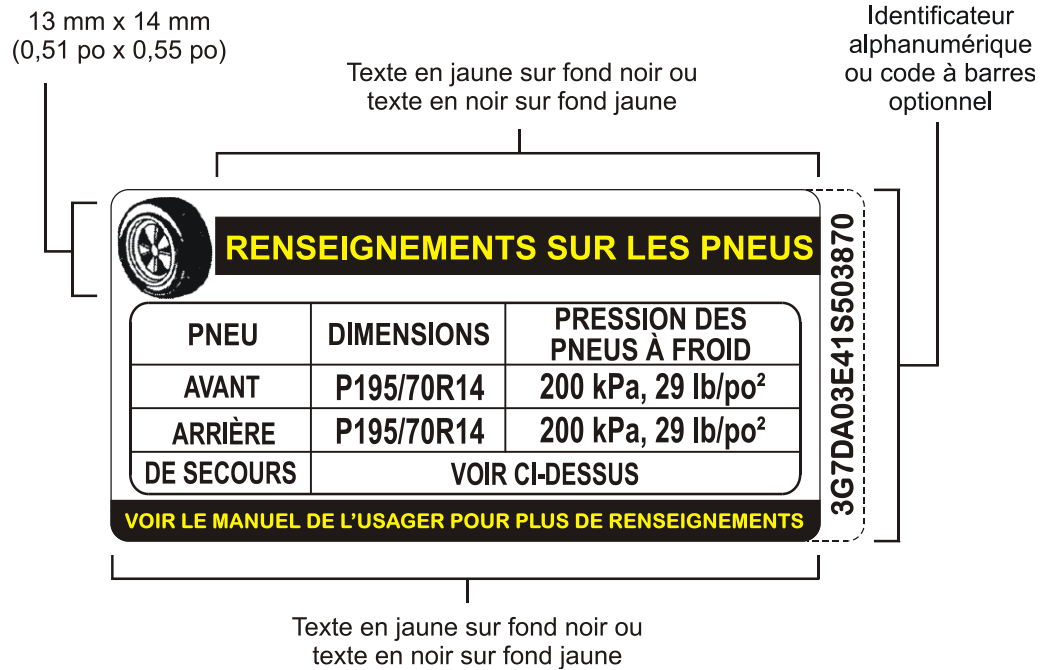 13 mm x 14 mm
(0,51 po x 0,55 po)
Texte en jaune sur fond noir ou
texte en noir sur fond jaune
Identificateur
alphanumérique
ou code à barres
optionnel
RENSEIGNEMENTS SUR LES PNEUS
PNEU DIMENSIONS PRESSION DES
PNEUS À FROID
AVANT P195/70R14 200 kPa, 29 lb/po²
ARRIÈRE P195/70R14 200 kPa, 29 lb/po²
DE SECOURS VOIR CI-DESSUS
VOIR LE MANUEL DE L'USAGER POUR PLUS DE RENSEIGNEMENTS
3G7DA03E41S503870
Texte en jaune sur fond noir ou
texte en noir sur fond jaune